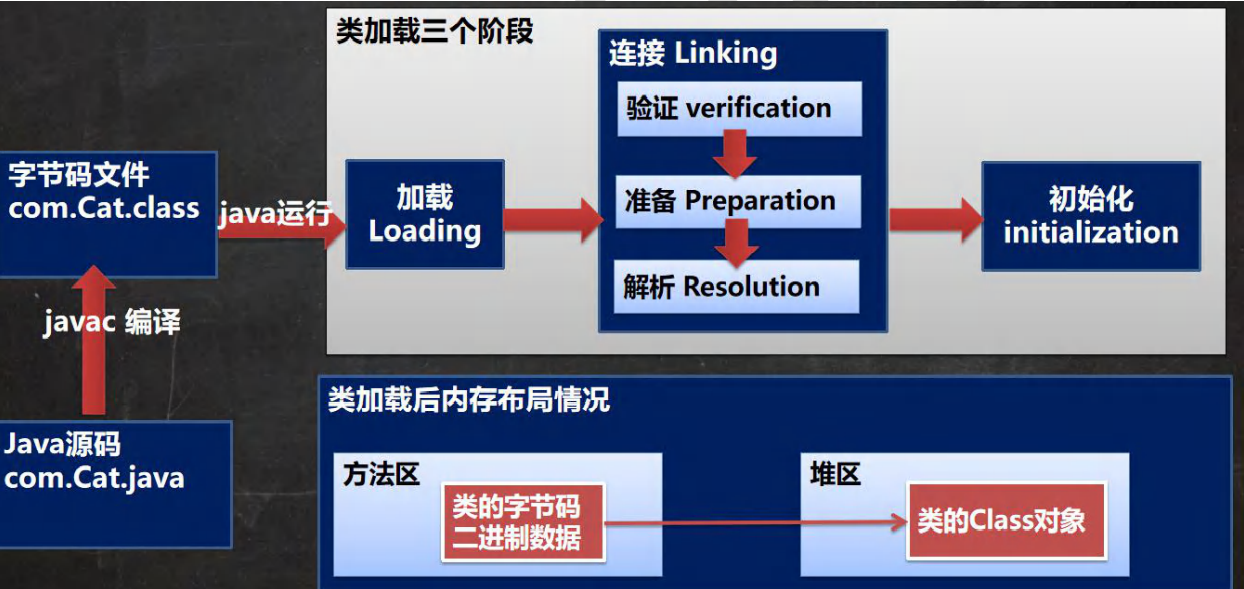 类加载三个阶段
连接 Linking
验证 verification
准备 Preparation
解析 Resolution
加载
Loading
初始化
initialization
字节码文件
com.Cat.class
java运行
javac 编译
Java源码
com.Cat.java
类加载后内存布局情况
方法区
类的字节码
二进制数据
堆区
类的Class对象